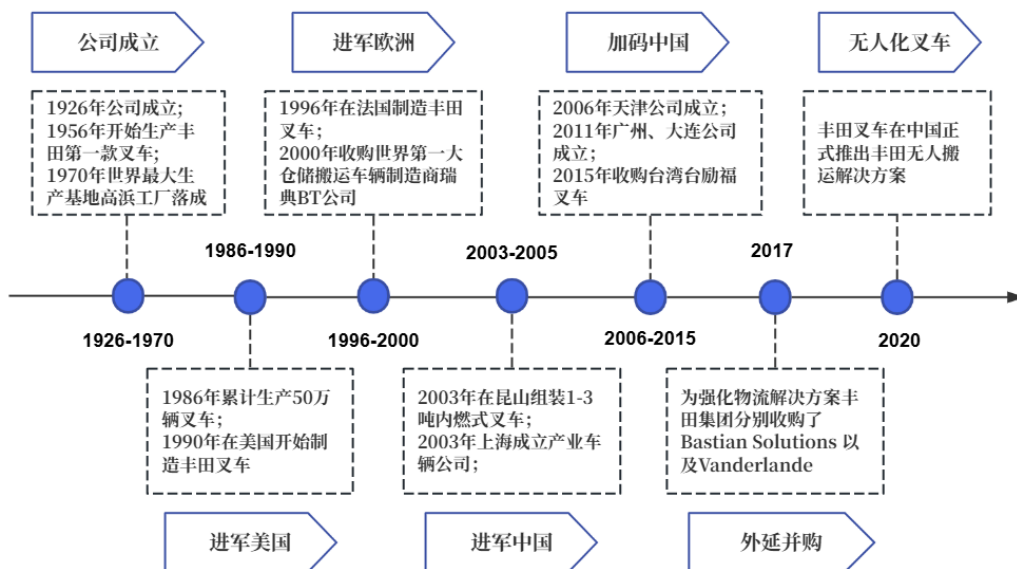 公司成立
进军欧洲
加码中国
无人化叉车
1926年公司成立;
1956年开始生产丰
田第一款叉车;
1970年世界最大生
产基地高浜工厂落成
1996年在法国制造丰田
叉车;
2000年收购世界第一大
仓储搬运车辆制造商瑞
典BT公司
2006年天津公司成立;
2011年广州、大连公司
成立;
2015年收购台湾台励福
叉车
丰田叉车在中国正
式推出丰田无人搬
运解决方案
1986-1990
2003-2005
2017
1926-1970
1996-2000
2006-2015
2020
1986年累计生产50万
辆叉车;
1990年在美国开始制
造丰田叉车
2003年在昆山组装1-3
吨内燃式叉车;
2003年上海成立产业车
辆公司;
为强化物流解决方案丰
田集团分别收购了
Bastian Solutions 以
及Vanderlande
进军美国
进军中国
外延并购